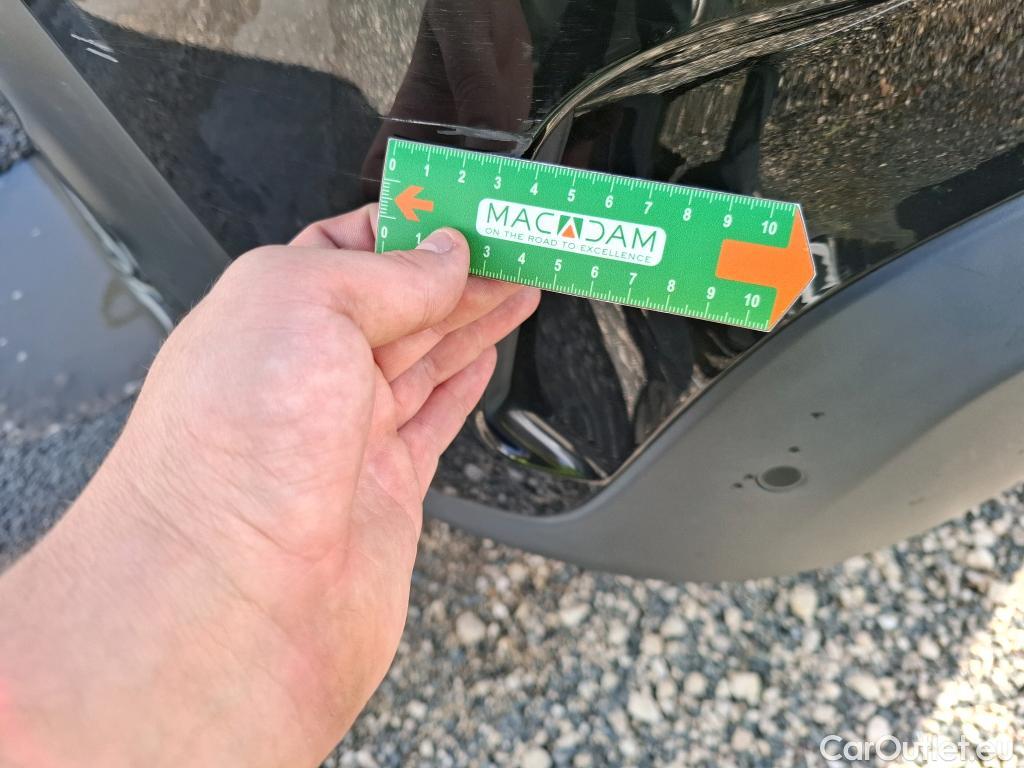 0 1 2 3 4 5 6 7 8 9 10
MACADAM
ON THE ROAD TO EXCELLENCE
0 1 3 4 5 6 7 8 9 10
CarOutlet.eu